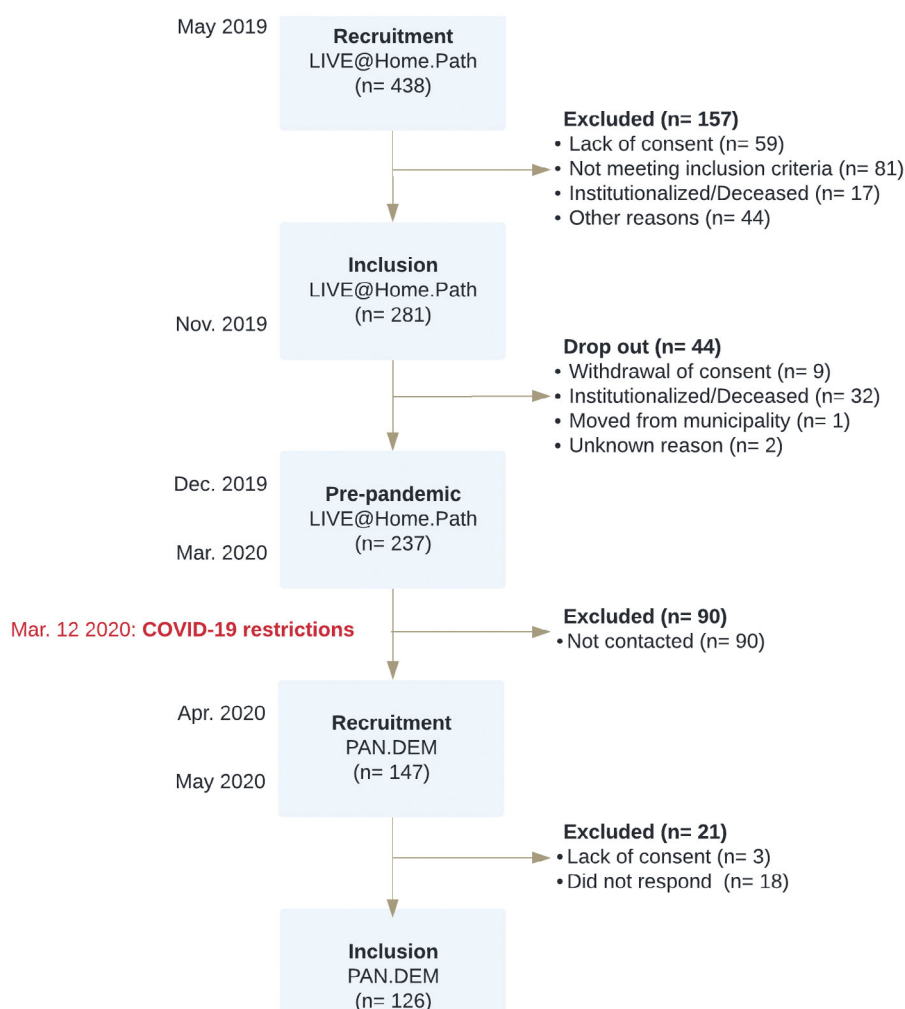 May 2019
Recruitment
LIVE@Home.Path
(n= 438)
Excluded (n= 157)
• Lack of consent (n= 59)
• Not meeting inclusion criteria (n= 81)
• Institutionalized/Deceased (n= 17)
• Other reasons (n= 44)
Inclusion
LIVE@Home.Path
(n= 281)
Nov. 2019
Drop out (n= 44)
• Withdrawal of consent (n= 9)
• Institutionalized/Deceased (n= 32)
• Moved from municipality (n= 1)
• Unknown reason (n= 2)
Dec. 2019
Pre-pandemic
LIVE@Home.Path
(n= 237)
Mar. 2020
Mar. 12 2020: COVID-19 restrictions
Excluded (n= 90)
• Not contacted (n= 90)
Apr. 2020
Recruitment
PAN.DEM
(n= 147)
May 2020
Excluded (n= 21)
• Lack of consent (n= 3)
• Did not respond (n= 18)
Inclusion
PAN.DEM
(n= 126)